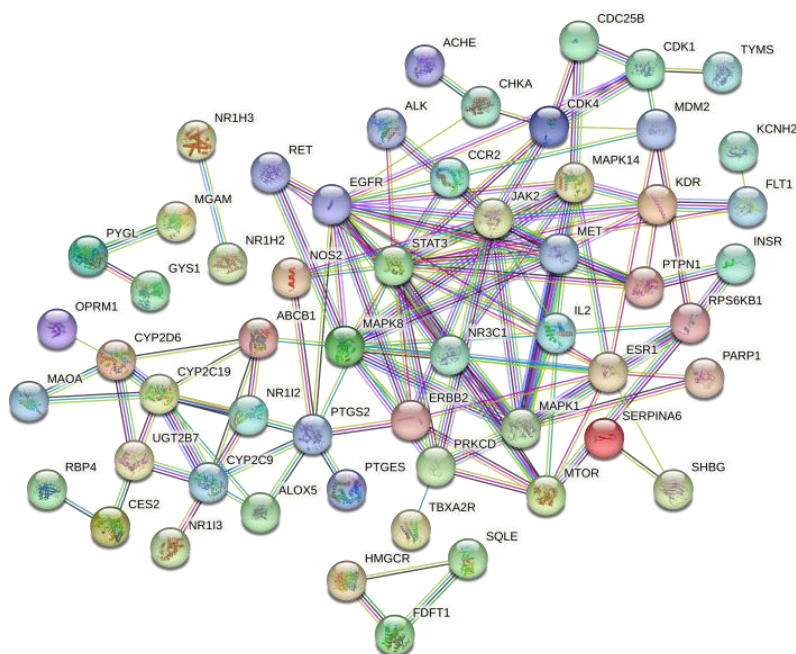 CDC25B
ACHE
CDK1
TYMS
CHKA
ALK
CDK4
MDM2
KCNH2
NR1H3
RET
CCR2
MAPK14
EGFR
JAK2
KDR
FLT1
MGAM
PYGL
NR1H2
NOS2
STAT3
MET
INSR
GYS1
PTPN1
OPRM1
ABCB1
RPS6KB1
CYP2D6
MAPK8
NR3C1
IL2
ESR1
PARP1
MAOA
CYP2C19
NR1I2
ERBB2
MAPK1
SERPINA6
UGT2B7
PTGS2
PRKCD
CYP2C9
PTGES
MTOR
SHBG
RBP4
ALOX5
CES2
TBXA2R
NR1I3
SQLE
HMGCR
FDFT1